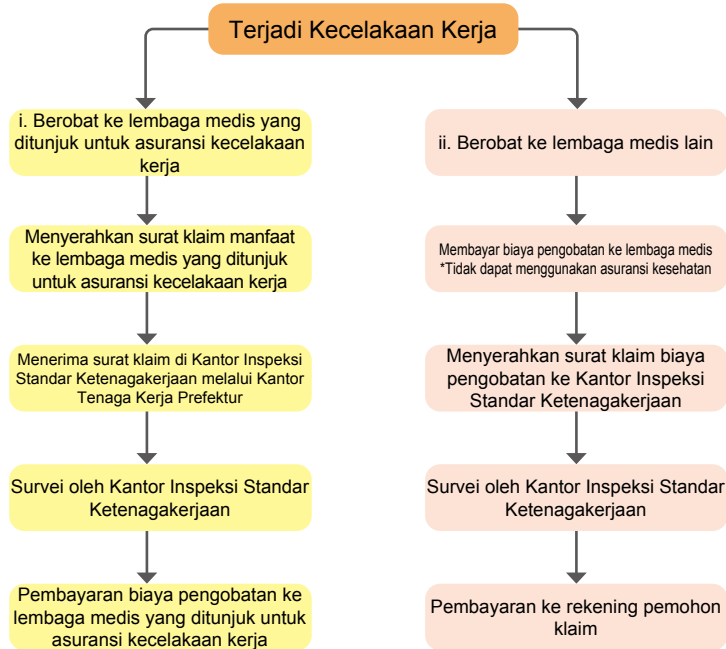 Terjadi Kecelakaan Kerja
i. Berobat ke lembaga medis yang
ditunjuk untuk asuransi kecelakaan
kerja
Menyerahkan surat klaim manfaat
ke lembaga medis yang ditunjuk
untuk asuransi kecelakaan kerja
Menerima surat klaim di Kantor Inspeksi
Standar Ketenagakerjaan melalui Kantor
Tenaga Kerja Prefektur
Survei oleh Kantor Inspeksi Standar
Ketenagakerjaan
Pembayaran biaya pengobatan ke
lembaga medis yang ditunjuk untuk
asuransi kecelakaan kerja
ii. Berobat ke lembaga medis lain
Membayar biaya pengobatan ke lembaga medis
*Tidak dapat menggunakan asuransi kesehatan
Menyerahkan surat klaim biaya
pengobatan ke Kantor Inspeksi
Standar Ketenagakerjaan
Survei oleh Kantor Inspeksi Standar
Ketenagakerjaan
Pembayaran ke rekening pemohon
klaim